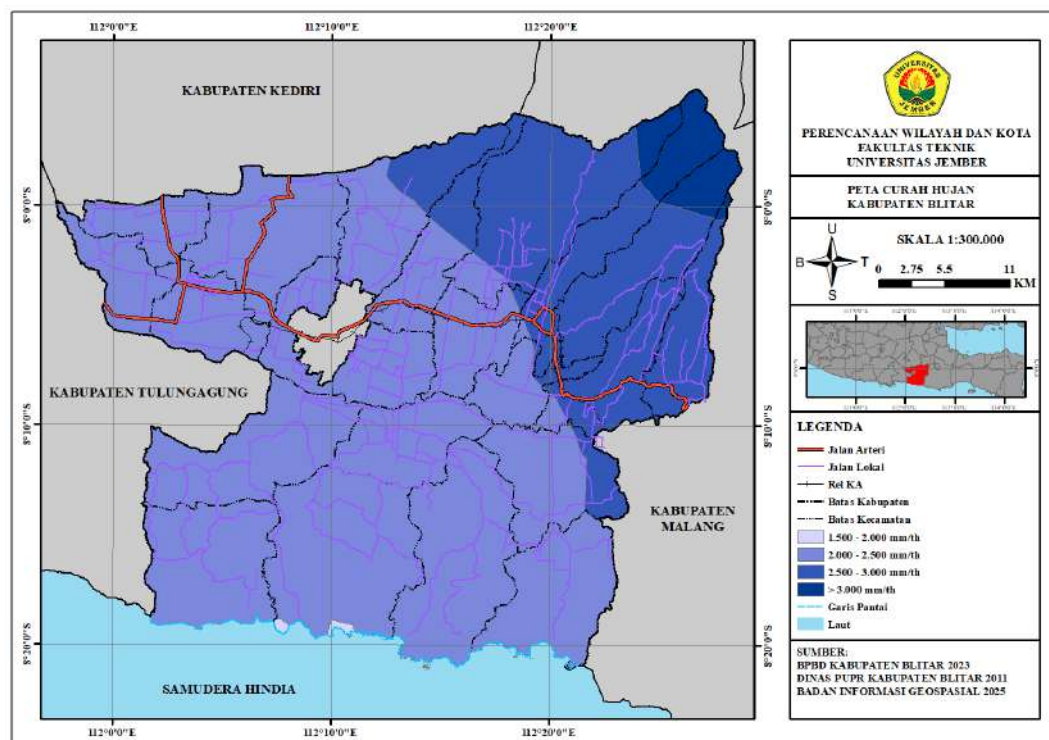 112°0'0"E
112°10'0"E
112°20'0"E
KABUPATEN KEDIRI
8°0'0"S
8°0'0"S
KABUPATEN TULUNGAGUNG
8°10'0"S
8°10'0"S
KABUPATEN
MALANG
8°20'0"S
8°20'0"S
SAMUDERA HINDIA
112°0'0"E
112°10'0"E
112°20'0"E
UNIVERSITAS
JEMBER
PERENCANAAN WILAYAH DAN KOTA
FAKULTAS TEKNIK
UNIVERSITAS JEMBER
PETA CURAH HUJAN
KABUPATEN BLITAR
U
B
T
S
SKALA 1:300.000
0 2.75 5.5 11
KM
LEGENDA
Jalan Arteri
Jalan Lokal
Rel KA
Batas Kabupaten
Batas Kecamatan
1.500 - 2.000 mm/th
2.000 - 2.500 mm/th
2.500 - 3.000 mm/th
> 3.000 mm/th
Garis Pantai
Laut
SUMBER:
BPBD KABUPATEN BLITAR 2023
DINAS PUPR KABUPATEN BLITAR 2011
BADAN INFORMASI GEOSPASIAL 2025